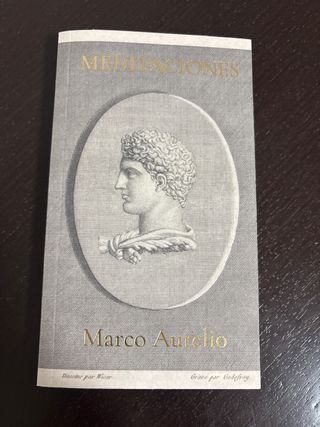 MEDITACIONES
Marco Aurelio
Dessiné par Wicar.
Gravé par Godefroy.